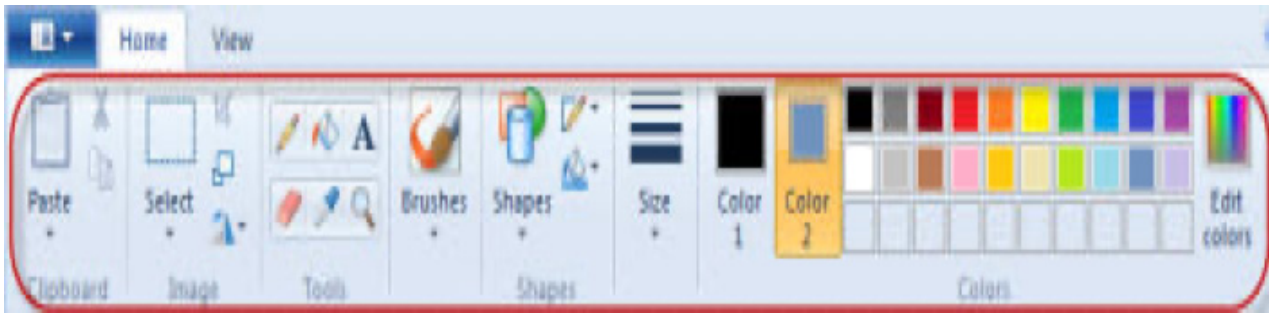 Home View
Paste Select A Brushes Shapes Size Color 1 Color 2 Edit colors
Clipboard Image Tools Shapes Colors